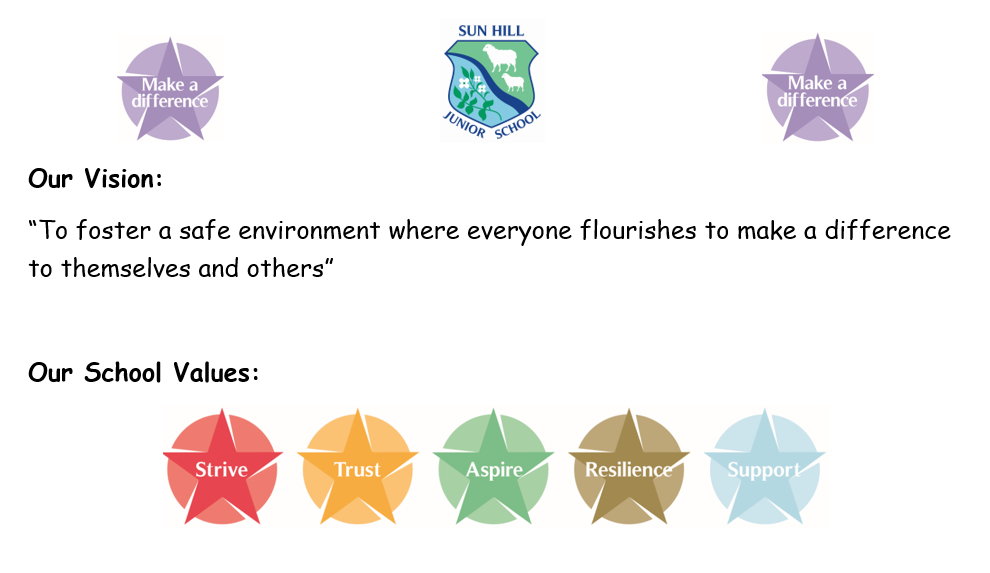 SUN HILL
JUNIOR SCHOOL
Make a
difference
Make a
difference
Our Vision:
“To foster a safe environment where everyone flourishes to make a difference
to themselves and others”
Our School Values:
Strive Trust Aspire Resilience Support